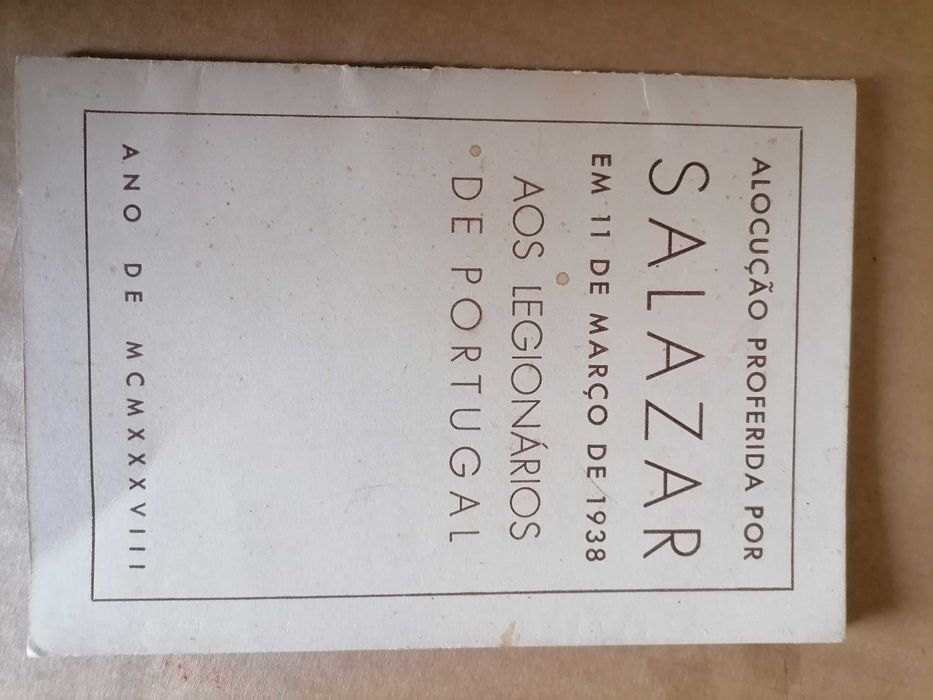 ALOCUÇÃO PROFERIDA POR
SALAZAR
EM 11 DE MARÇO DE 1938
AOS LEGIONÁRIOS
DE PORTUGAL
ANO DE MCMXXXVIII